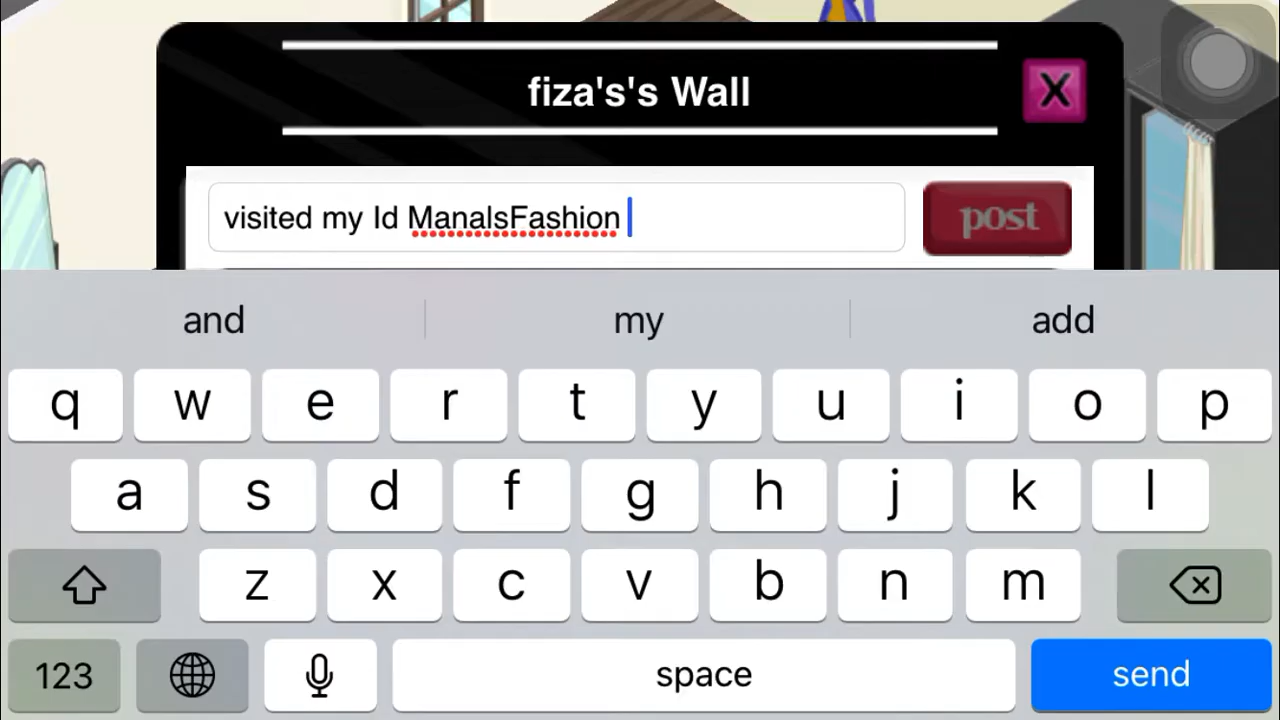 fiza's's Wall
X
visited my Id ManalsFashion
post
and my add
q w e r t y u i o p
a s d f g h j k l
z x c v b n m
123 space send